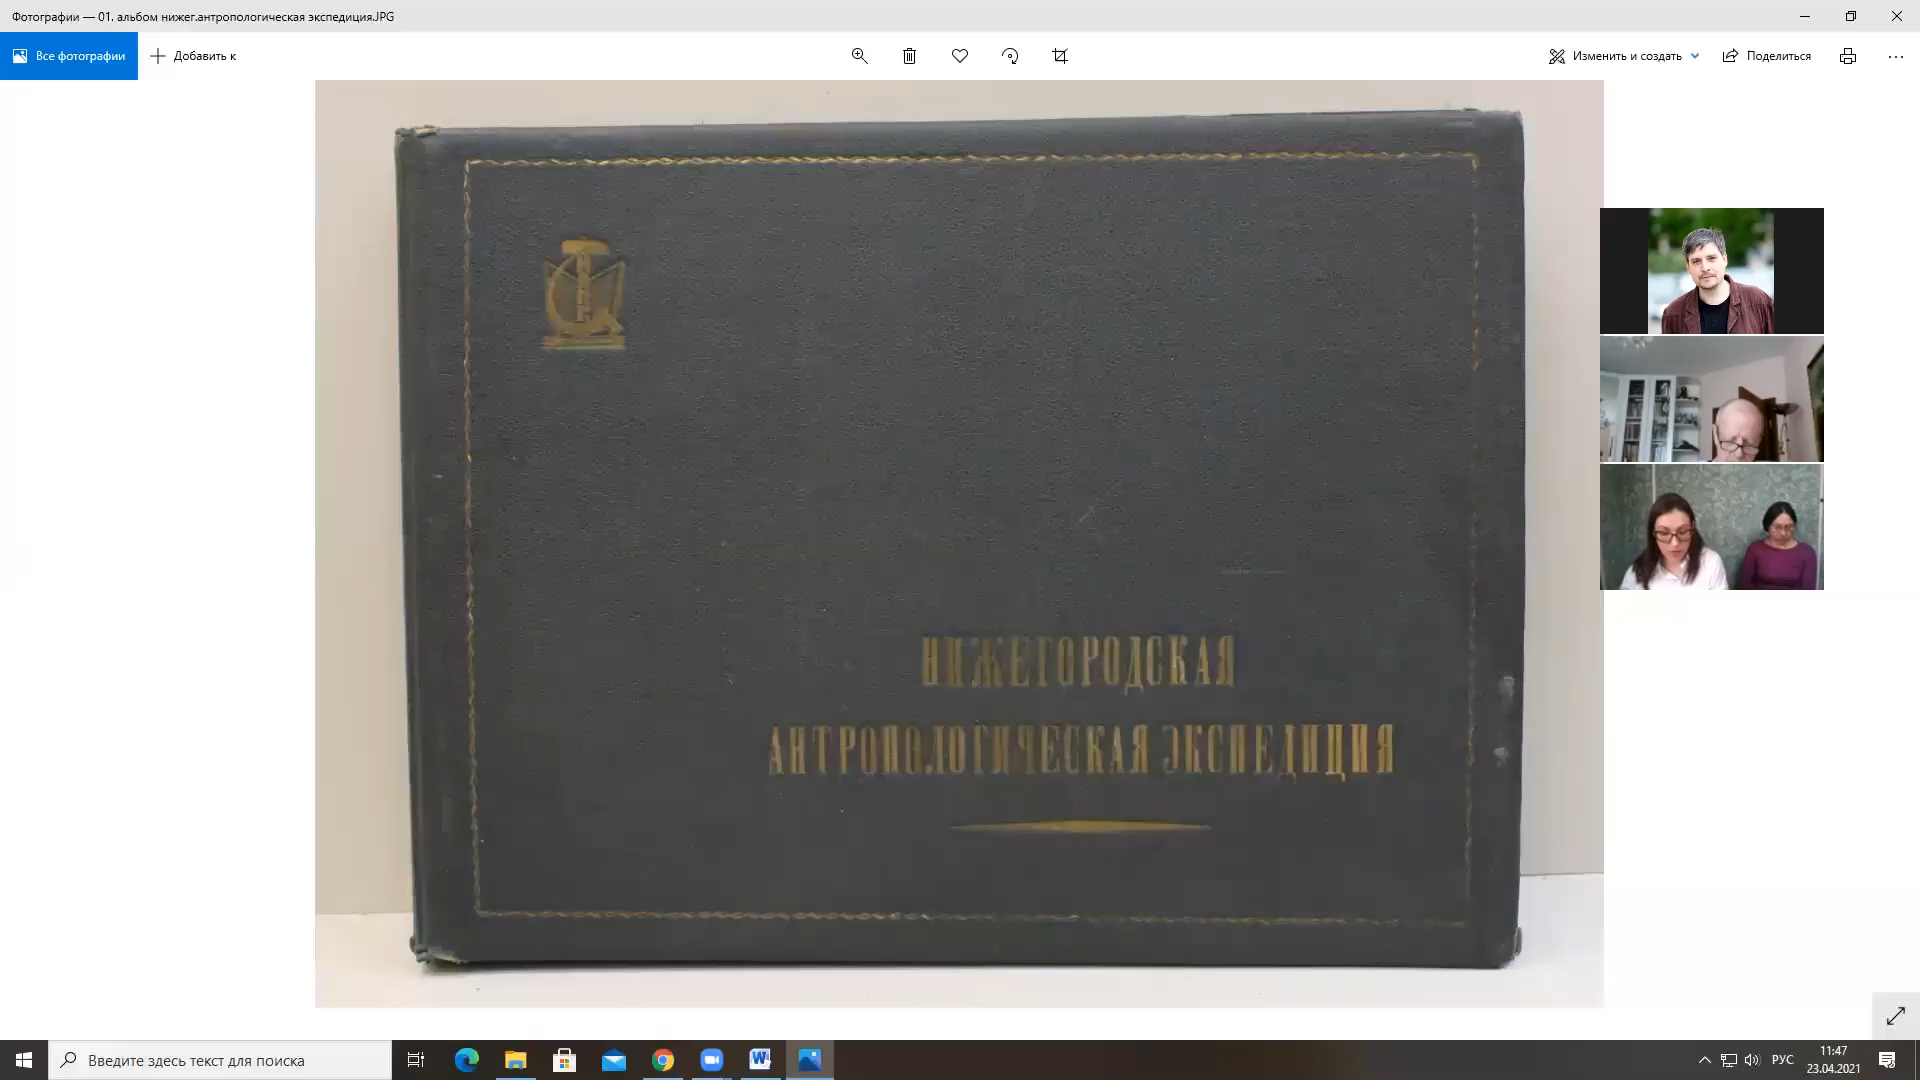 Фотографии — 01. альбом нижег.антропологическая экспедиция.JPG
Все фотографии
Добавить к
Изменить и создать
Поделиться
НИЖЕГОРОДСКАЯ
АНТРОПОЛОГИЧЕСКАЯ ЭКСПЕДИЦИЯ
Введите здесь текст для поиска
W
РУС
11:47
23.04.2021